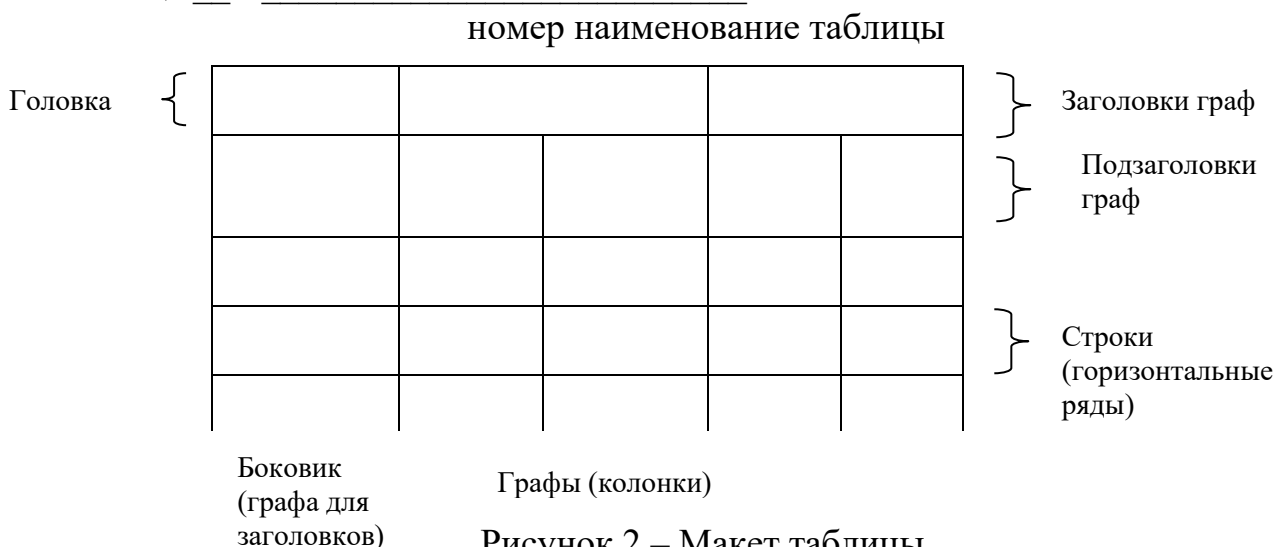 номер наименование таблицы
Головка
Заголовки граф
Подзаголовки
граф
Строки
(горизонтальные
ряды)
Боковик
(графа для
заголовков)
Графы (колонки)
Рисунок 2 – Макет таблицы